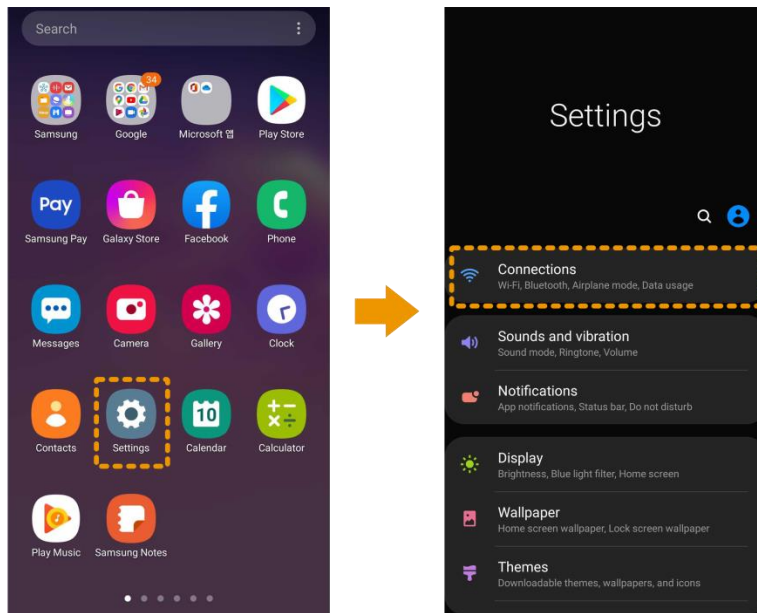 Search
34
Samsung
Google
Microsoft 앱
Play Store
Pay
Samsung Pay
Galaxy Store
Facebook
Phone
Messages
Camera
Gallery
Clock
10
Contacts
Settings
Calendar
Calculator
Play Music
Samsung Notes
Settings
Connections
Wi-Fi, Bluetooth, Airplane mode, Data usage
Sounds and vibration
Sound mode, Ringtone, Volume
Notifications
App notifications, Status bar, Do not disturb
Display
Brightness, Blue light filter, Home screen
Wallpaper
Home screen wallpaper, Lock screen wallpaper
Themes
Downloadable themes, wallpapers, and icons